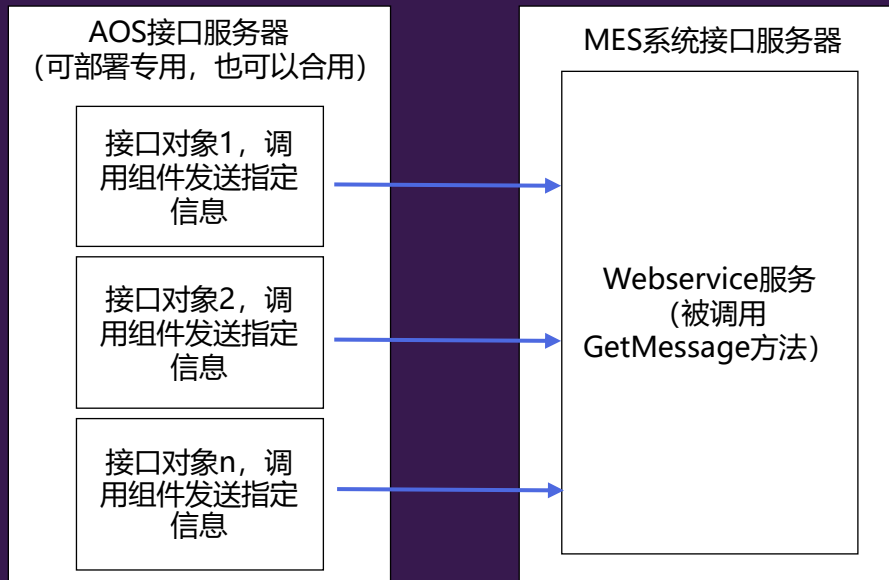 AOS接口服务器
（可部署专用，也可以合用）
接口对象1，调
用组件发送指定
信息
接口对象2，调
用组件发送指定
信息
接口对象n，调
用组件发送指定
信息
MES系统接口服务器
Webservice服务
（被调用
GetMessage方法）